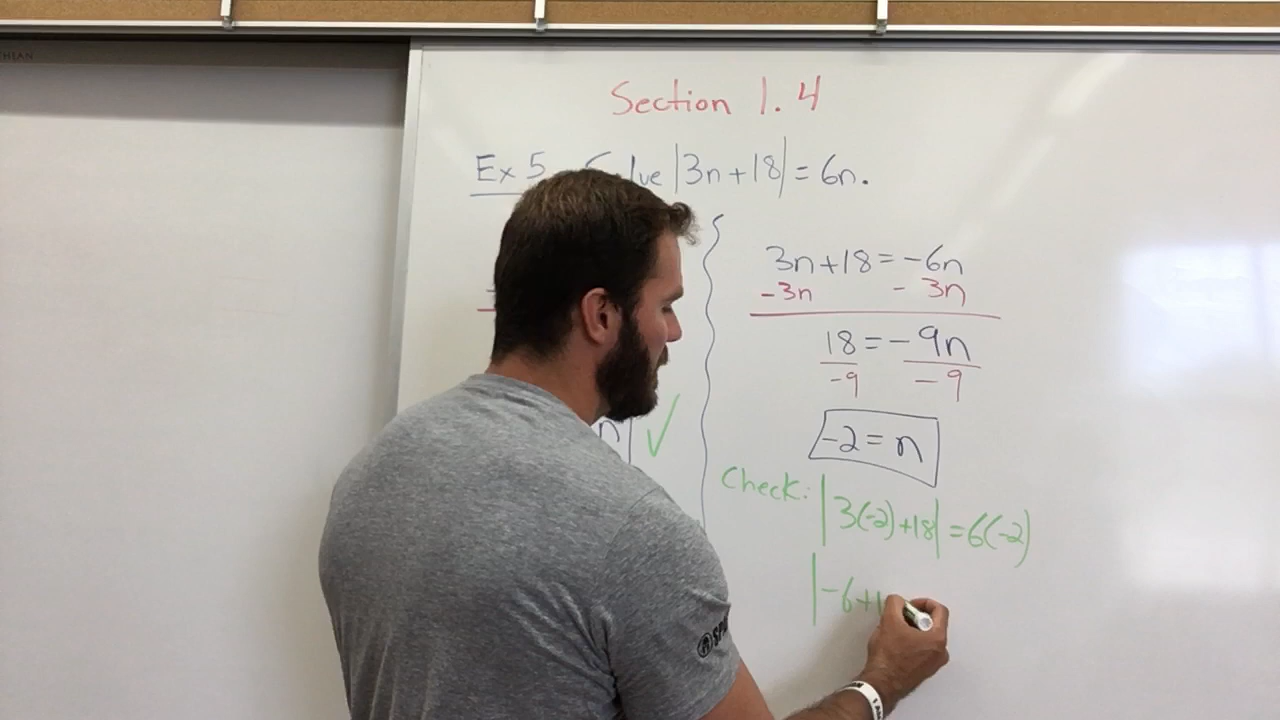 Section 1.4
Ex 5 |3n+18| = 6n.
3n+18 = -6n
-3n - 3n
18 = -9n
-9 -9
-2 = n
n ✓
Check: |3(-2)+18| = 6(-2)
|-6+1